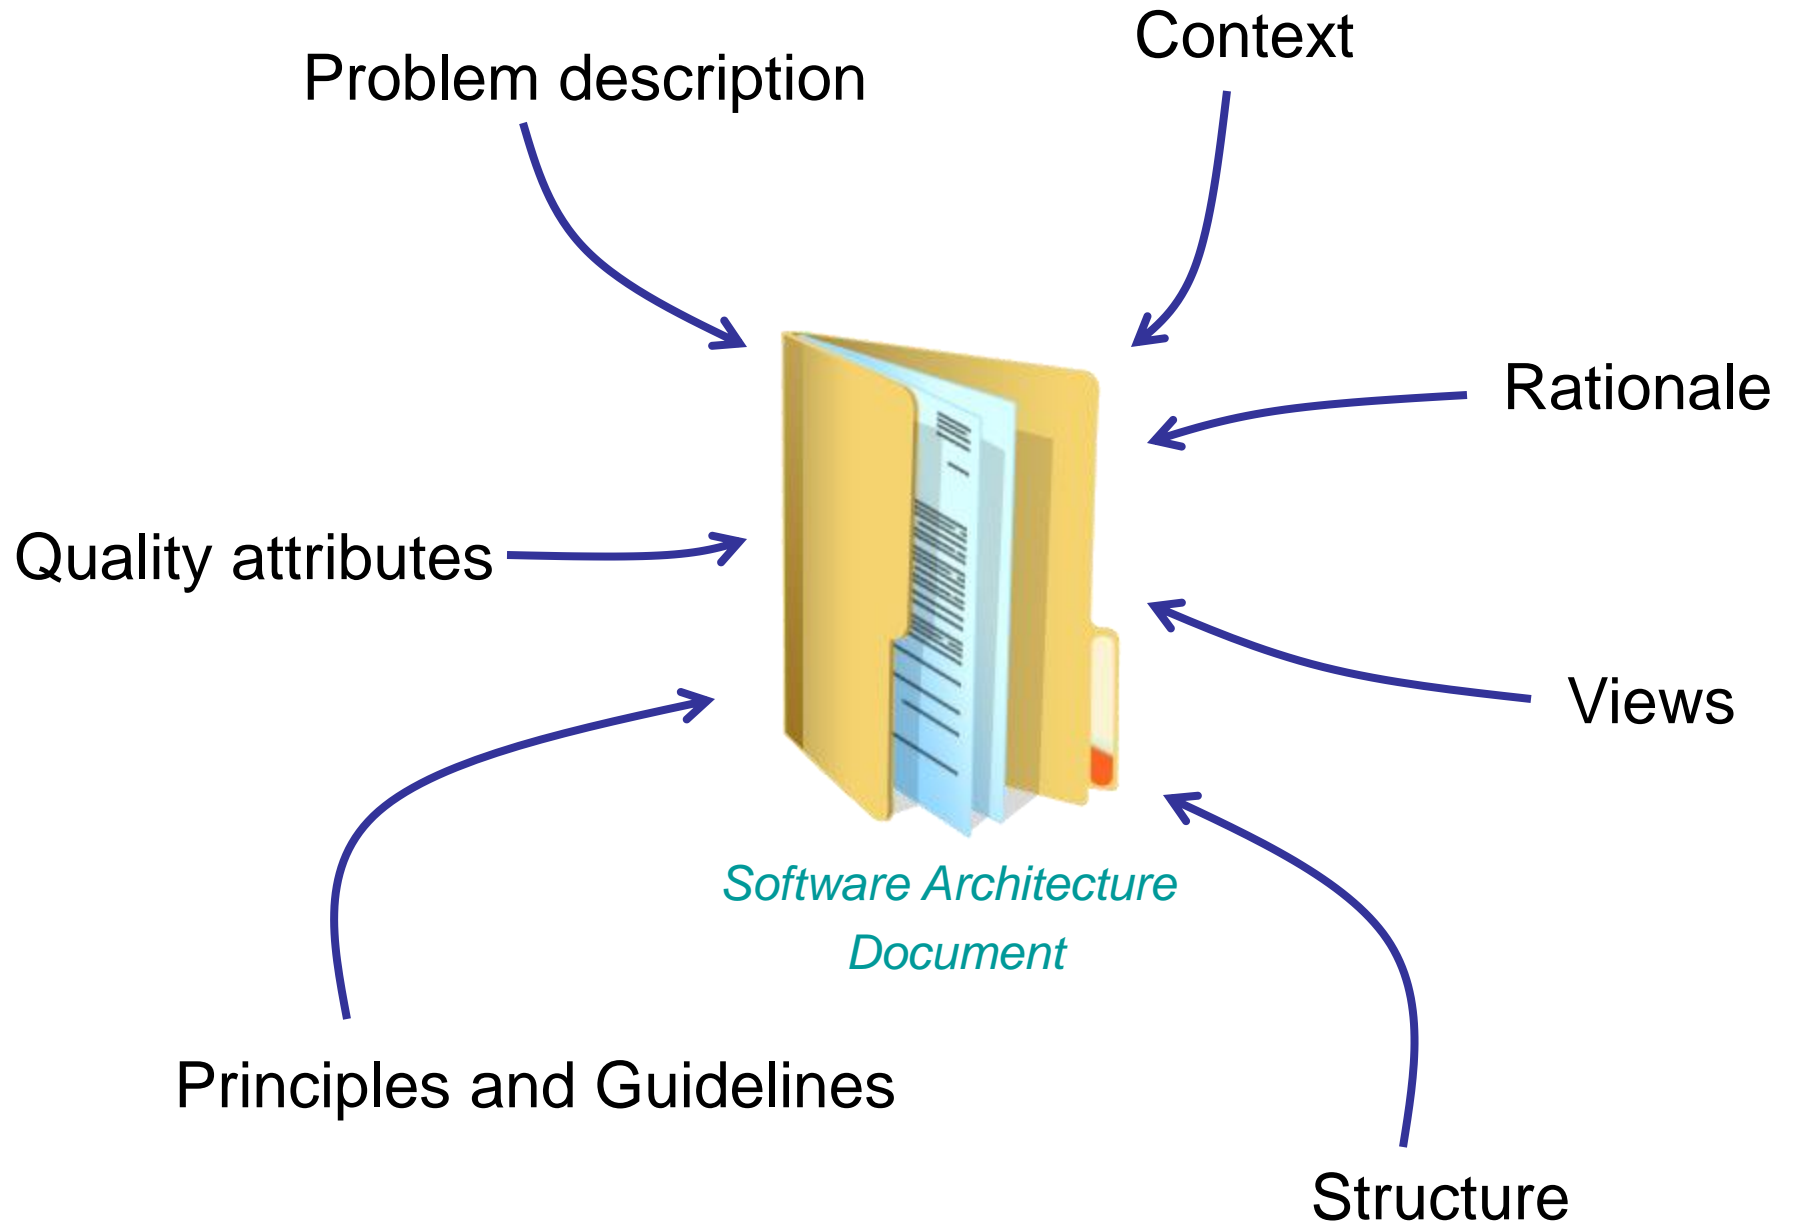 Context
Problem description
Rationale
Quality attributes
Views
Software Architecture
Document
Principles and Guidelines
Structure